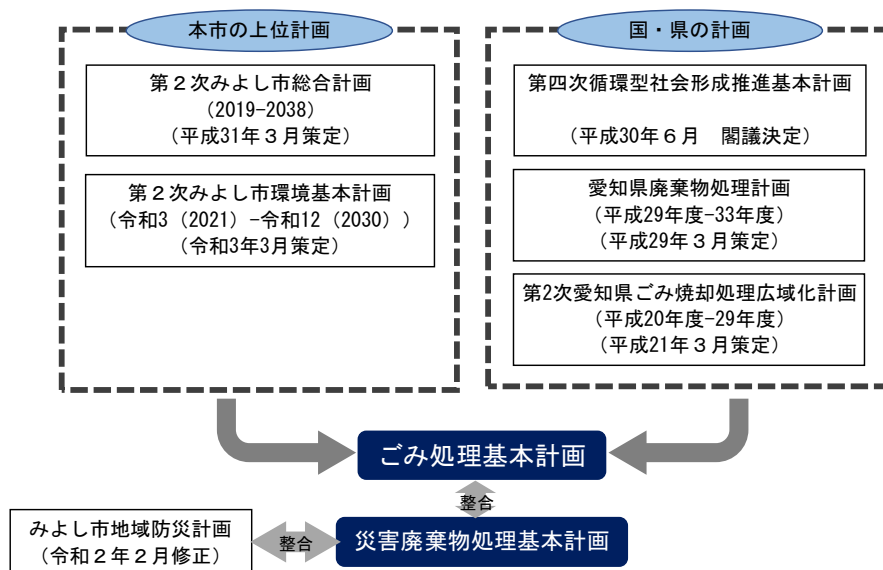 本市の上位計画
第２次みよし市総合計画
(2019-2038)
(平成31年３月策定)
第２次みよし市環境基本計画
(令和3（2021）-令和12（2030））
(令和3年3月策定)
国・県の計画
第四次循環型社会形成推進基本計画
(平成30年６月　閣議決定)
愛知県廃棄物処理計画
(平成29年度-33年度)
(平成29年３月策定)
第2次愛知県ごみ焼却処理広域化計画
(平成20年度-29年度)
(平成21年３月策定)
ごみ処理基本計画
整合
みよし市地域防災計画
(令和２年２月修正)
整合
災害廃棄物処理基本計画